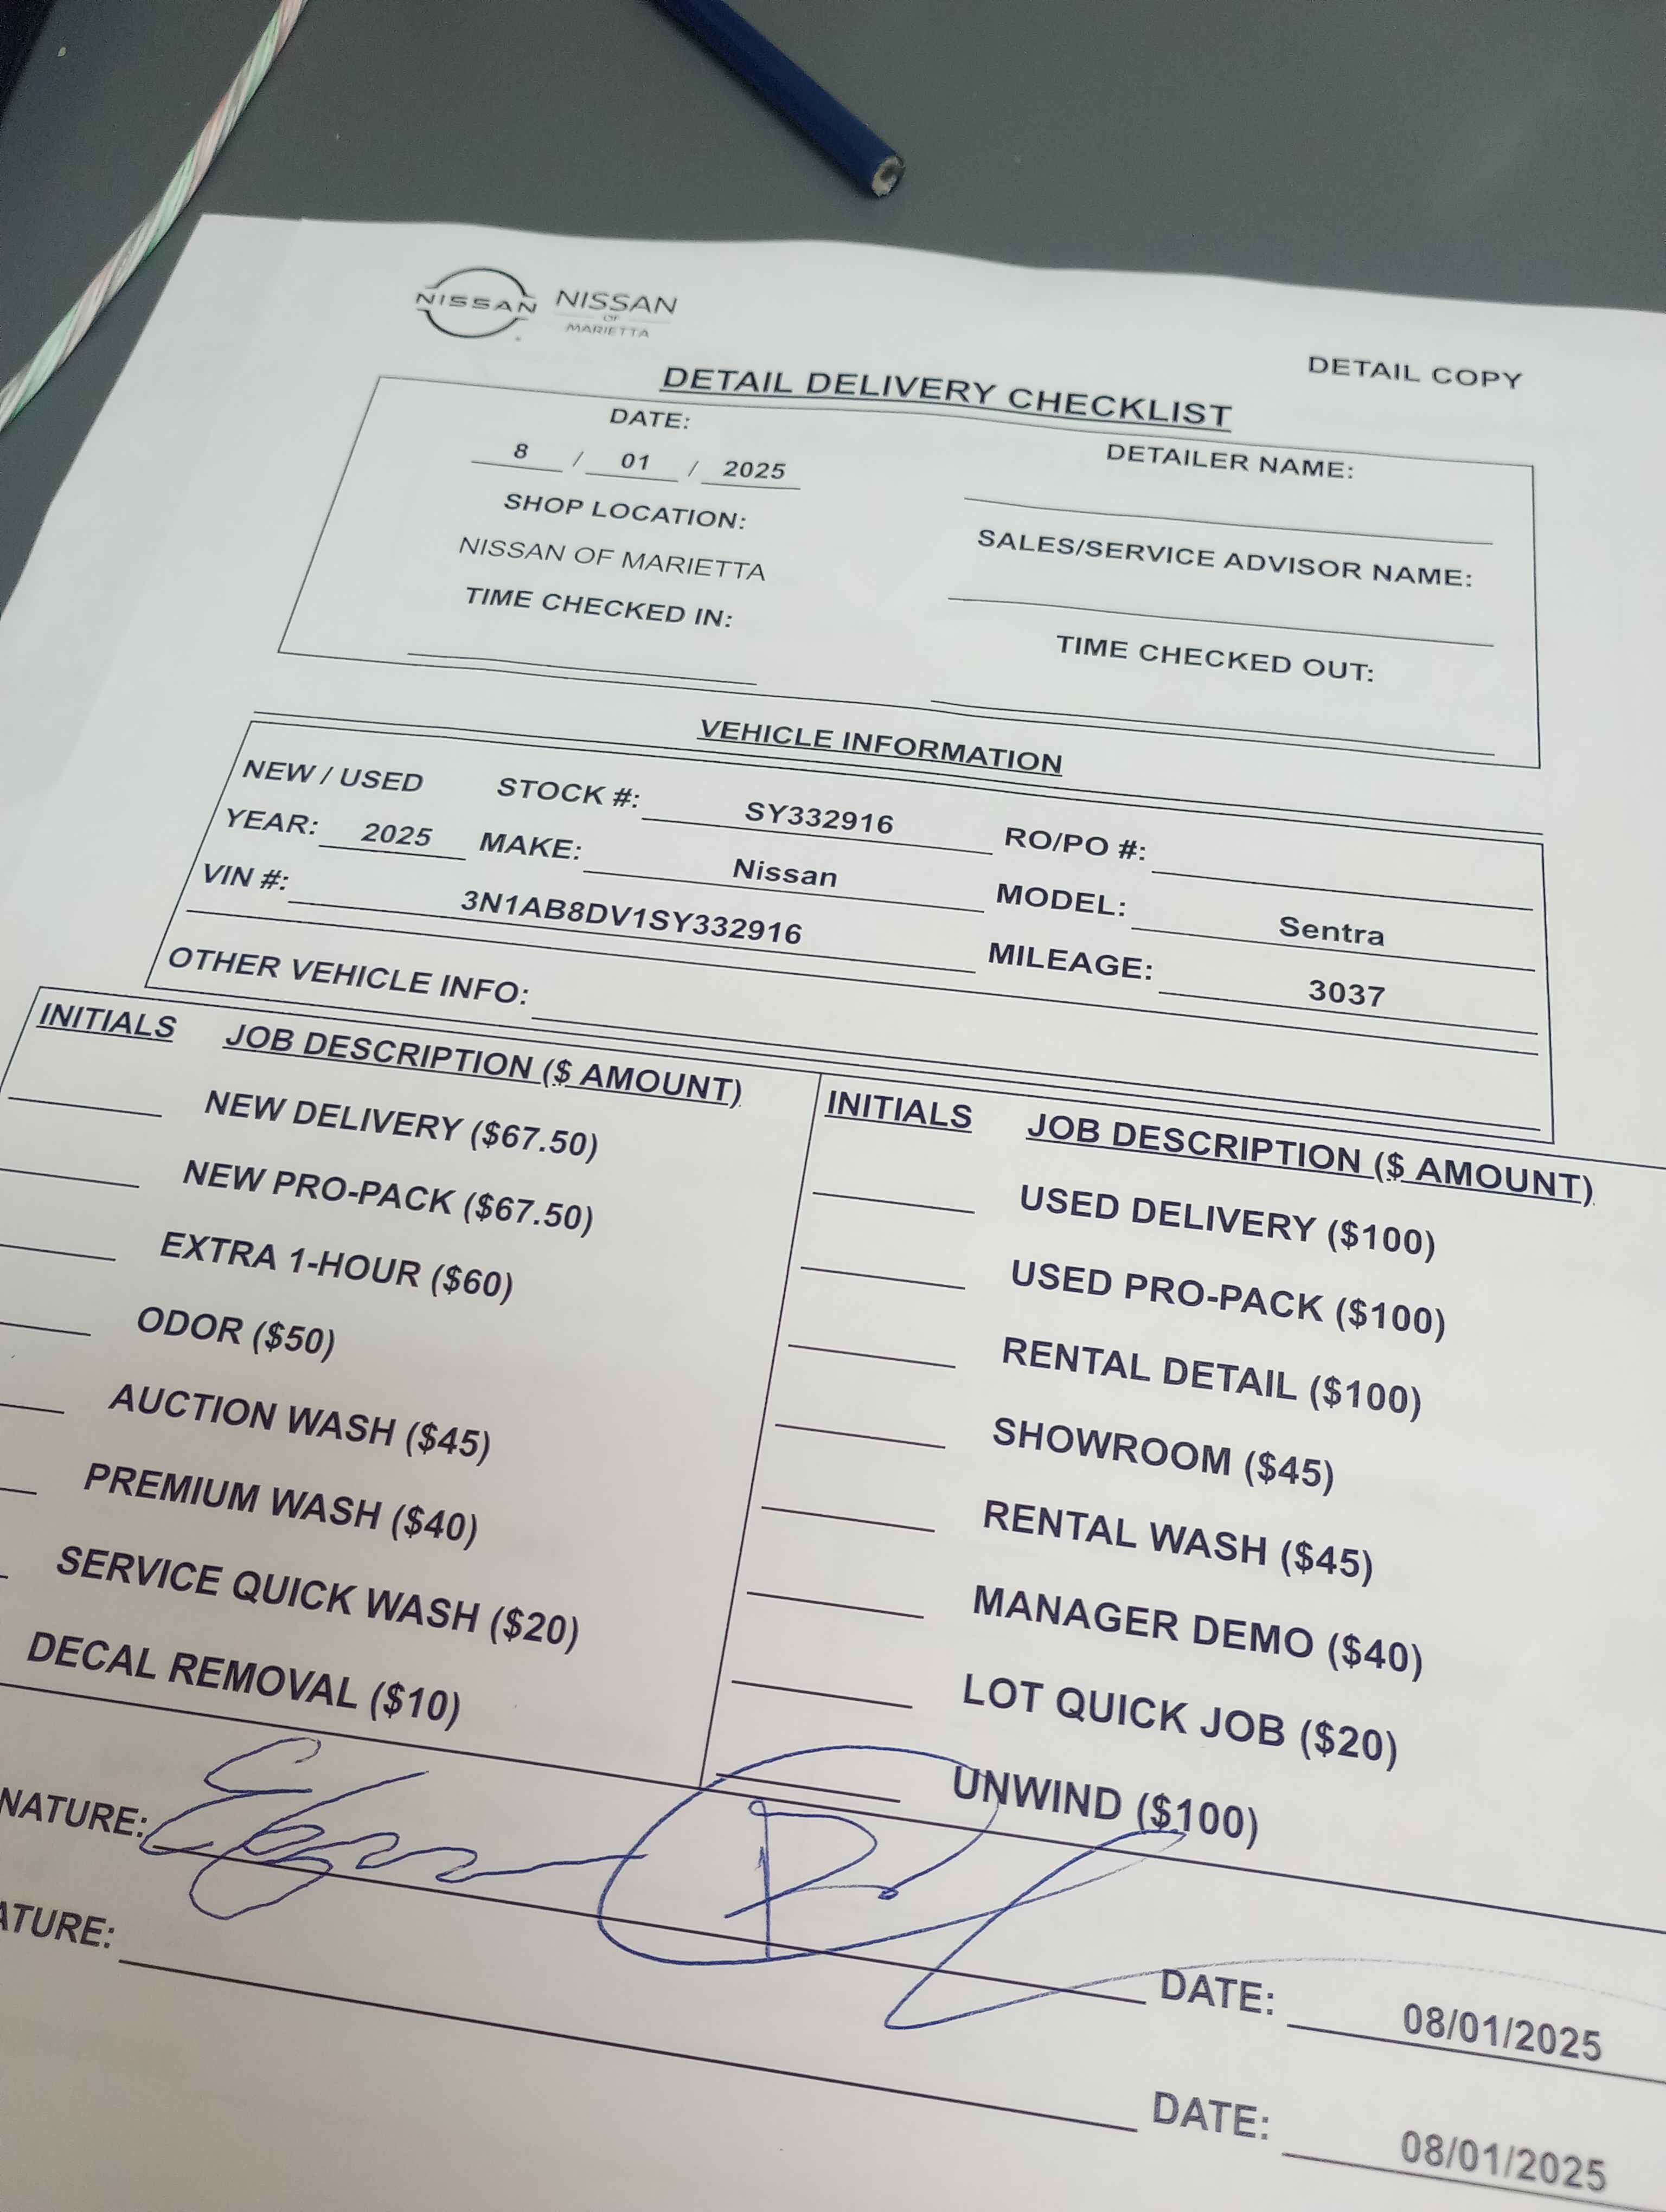 NISSAN
NISSAN
OF
MARIETTA
DETAIL COPY
DETAIL DELIVERY CHECKLIST
DATE:
8 / 01 / 2025
SHOP LOCATION:
NISSAN OF MARIETTA
TIME CHECKED IN:
DETAILER NAME:
SALES/SERVICE ADVISOR NAME:
TIME CHECKED OUT:
VEHICLE INFORMATION
NEW / USED STOCK #: SY332916 RO/PO #:
YEAR: 2025 MAKE: Nissan MODEL: Sentra
VIN #: 3N1AB8DV1SY332916 MILEAGE: 3037
OTHER VEHICLE INFO:
INITIALS JOB DESCRIPTION ($ AMOUNT)
NEW DELIVERY ($67.50)
NEW PRO-PACK ($67.50)
EXTRA 1-HOUR ($60)
ODOR ($50)
AUCTION WASH ($45)
PREMIUM WASH ($40)
SERVICE QUICK WASH ($20)
DECAL REMOVAL ($10)
INITIALS JOB DESCRIPTION ($ AMOUNT)
USED DELIVERY ($100)
USED PRO-PACK ($100)
RENTAL DETAIL ($100)
SHOWROOM ($45)
RENTAL WASH ($45)
MANAGER DEMO ($40)
LOT QUICK JOB ($20)
UNWIND ($100)
NATURE: DATE: 08/01/2025
ATURE: DATE: 08/01/2025